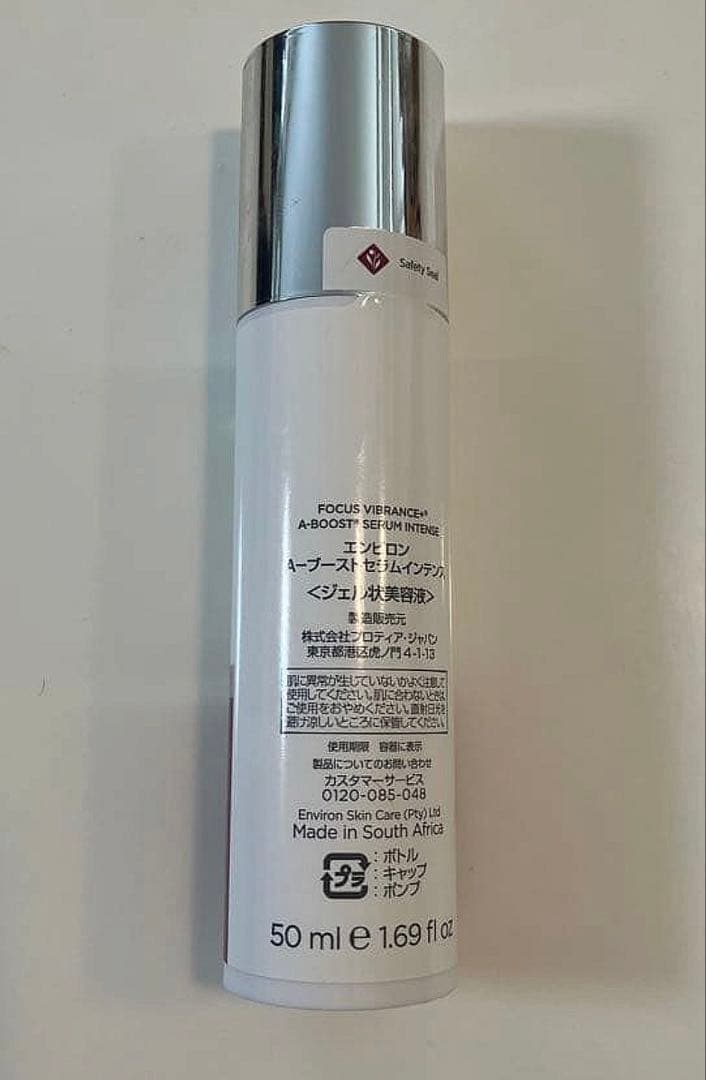 Safety Seal
FOCUS VIBRANCE+®
A-BOOST® SERUM INTENSE
エンビロン
A-ブーストセラムインテンス
<ジェル状美容液>
製造販売元
株式会社プロティア・ジャパン
東京都港区虎ノ門4-1-13
肌に異常が生じていないかよく注意して
使用してください。肌に合わないときは、
ご使用をおやめください。直射日光を
避け涼しいところに保管してください。
使用期限 容器に表示
製品についてのお問い合わせ
カスタマーサービス
0120-085-048
Environ Skin Care (Pty) Ltd
Made in South Africa
プラ
:ボトル
:キャップ
:ポンプ
50 ml e 1.69 fl oz